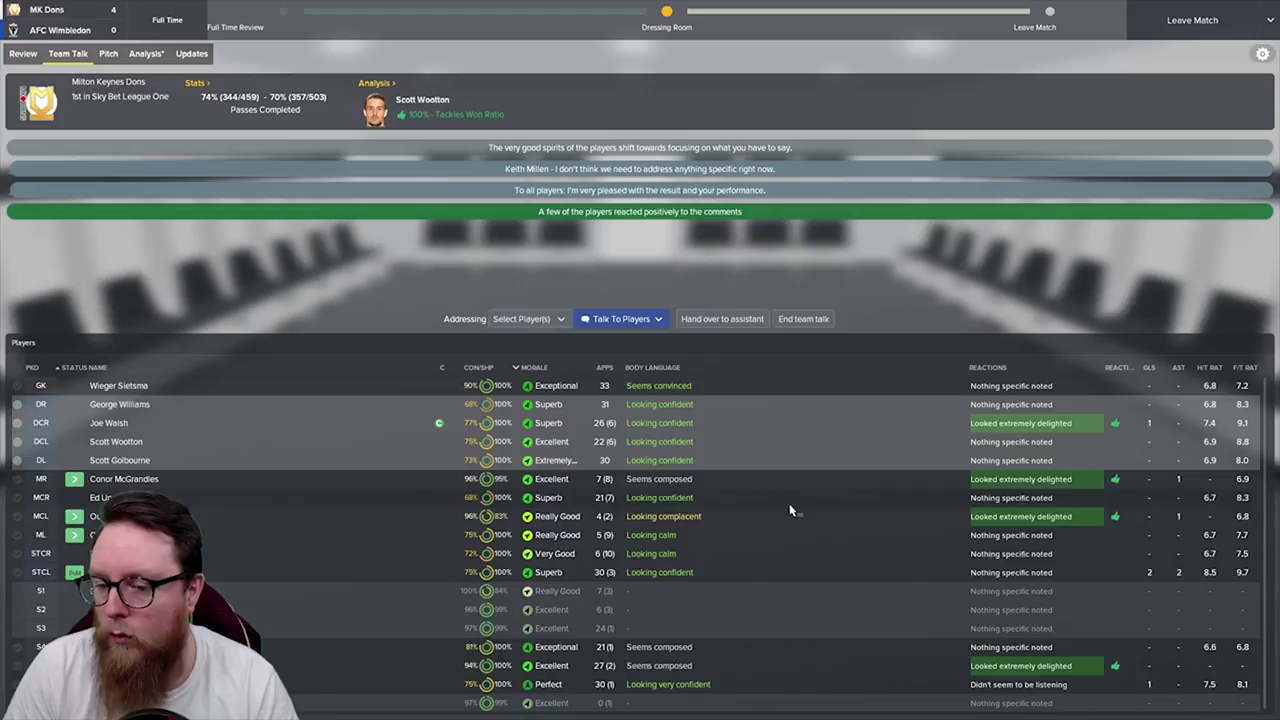 MK Dons 4
AFC Wimbledon 0
Full Time
Full Time Review
Dressing Room
Leave Match
Leave Match
Review Team Talk Pitch Analysis* Updates
Milton Keynes Dons
1st in Sky Bet League One
Stats >
74% (344/459) - 70% (357/503)
Passes Completed
Analysis >
Scott Wootton
100% - Tackles Won Ratio
The very good spirits of the players shift towards focusing on what you have to say.
Keith Millen - I don't think we need to address anything specific right now.
To all players: I'm very pleased with the result and your performance.
A few of the players reacted positively to the comments
Addressing Select Player(s) Talk To Players Hand over to assistant End team talk
Players
PKD STATUS NAME C CON/SHP MORALE APPS BODY LANGUAGE REACTIONS REACTI... GLS AST H/T RAT F/T RAT
GK Wieger Sietsma 90% 100% Exceptional 33 Seems convinced Nothing specific noted - - 6.8 7.2
DR George Williams 68% 100% Superb 31 Looking confident Nothing specific noted - - 6.8 8.3
DCR Joe Walsh C 77% 100% Superb 26 (6) Looking confident Looked extremely delighted 1 - 7.4 9.1
DCL Scott Wootton 75% 100% Excellent 22 (6) Looking confident Nothing specific noted - - 6.9 8.8
DL Scott Golbourne 73% 100% Extremely... 30 Looking confident Nothing specific noted - - 6.9 8.0
MR Conor McGrandles 96% 95% Excellent 7 (8) Seems composed Looked extremely delighted - 1 - 6.9
MCR Ed 68% 100% Superb 21 (7) Looking confident Nothing specific noted - - 6.7 8.3
MCL 96% 83% Really Good 4 (2) Looking complacent Looked extremely delighted - 1 - 6.8
ML 75% 100% Really Good 5 (9) Looking calm Nothing specific noted - - 6.7 7.7
STCR 72% 100% Very Good 6 (10) Looking calm Nothing specific noted - - 6.7 7.5
STCL PoM 75% 100% Superb 30 (3) Looking confident Nothing specific noted 2 2 8.5 9.7
S1 100% 84% Really Good 7 (3) - Nothing specific noted - - - -
S2 96% 99% Excellent 6 (3) - Nothing specific noted - - - -
S3 97% 99% Excellent 24 (1) - Nothing specific noted - - - -
81% 100% Exceptional 21 (1) Seems composed Nothing specific noted - - 6.6 6.8
94% 100% Excellent 27 (2) Seems composed Looked extremely delighted - - - -
75% 100% Perfect 30 (1) Looking very confident Didn't seem to be listening 1 - 7.5 8.1
97% 99% Excellent 0 (1) - Nothing specific noted - - - -